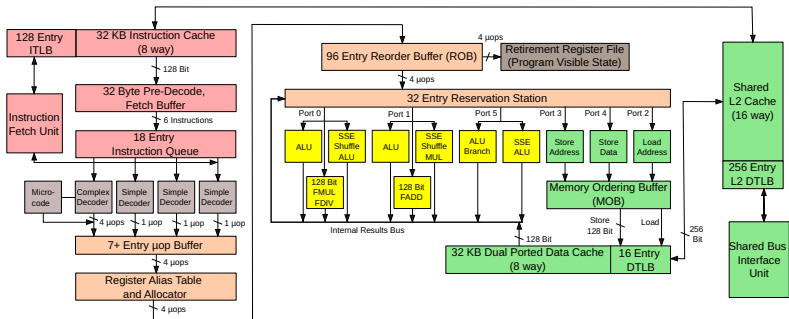 128 Entry
ITLB
32 KB Instruction Cache
(8 way)
128 Bit
32 Byte Pre-Decode,
Fetch Buffer
Instruction
Fetch Unit
6 Instructions
18 Entry
Instruction Queue
Micro-
code
Complex
Decoder
Simple
Decoder
Simple
Decoder
Simple
Decoder
4 µops
1 µop
1 µop
1 µop
7+ Entry µop Buffer
4 µops
Register Alias Table
and Allocator
4 µops
96 Entry Reorder Buffer (ROB)
4 µops
Retirement Register File
(Program Visible State)
4 µops
32 Entry Reservation Station
Port 0
Port 1
Port 5
Port 3
Port 4
Port 2
ALU
SSE
Shuffle
ALU
ALU
SSE
Shuffle
MUL
ALU
Branch
SSE
ALU
Store
Address
Store
Data
Load
Address
128 Bit
FMUL
FDIV
128 Bit
FADD
Memory Ordering Buffer
(MOB)
Internal Results Bus
128 Bit
Store
128 Bit
Load
32 KB Dual Ported Data Cache
(8 way)
16 Entry
DTLB
256
Bit
Shared
L2 Cache
(16 way)
256 Entry
L2 DTLB
Shared Bus
Interface
Unit